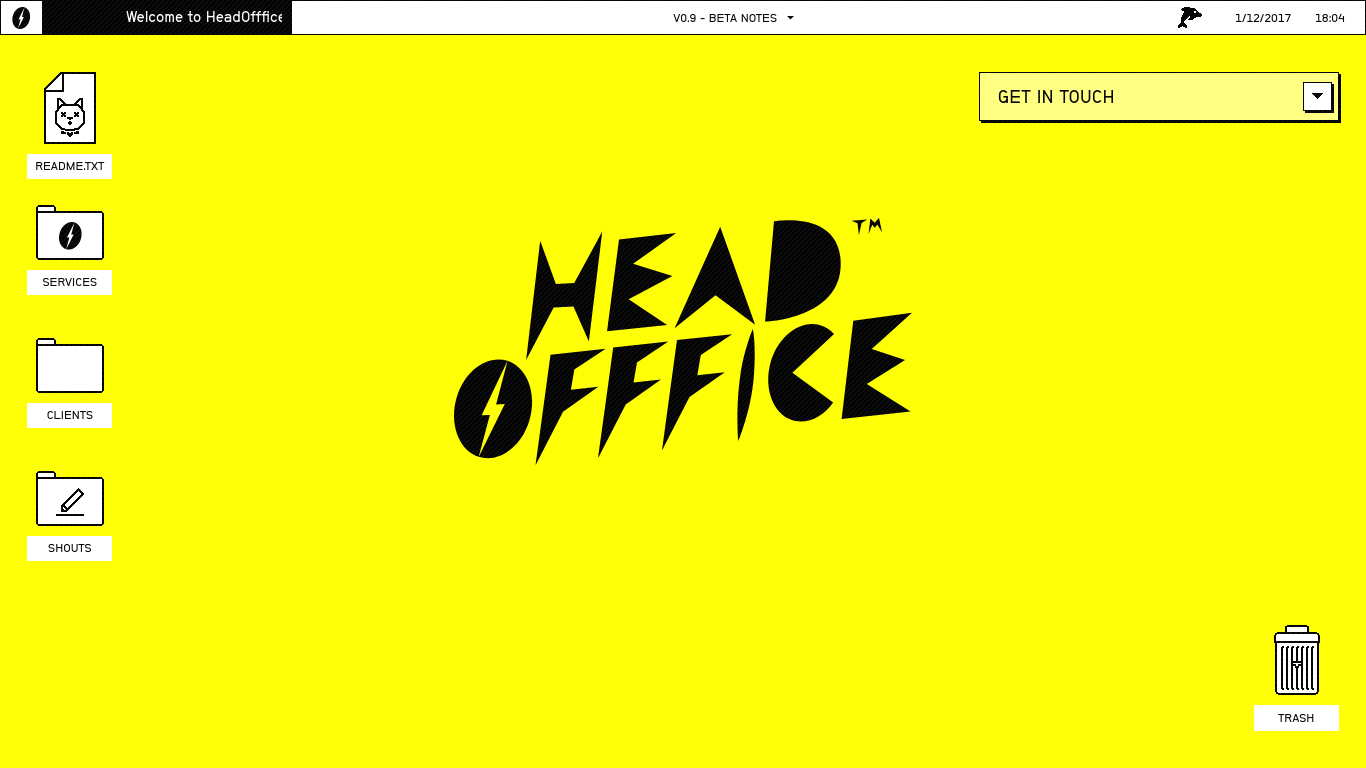 Welcome to HeadOfffice
V0.9 - BETA NOTES
1/12/2017
18:04
GET IN TOUCH
README.TXT
SERVICES
CLIENTS
SHOUTS
HEAD™
OFFFICE
TRASH